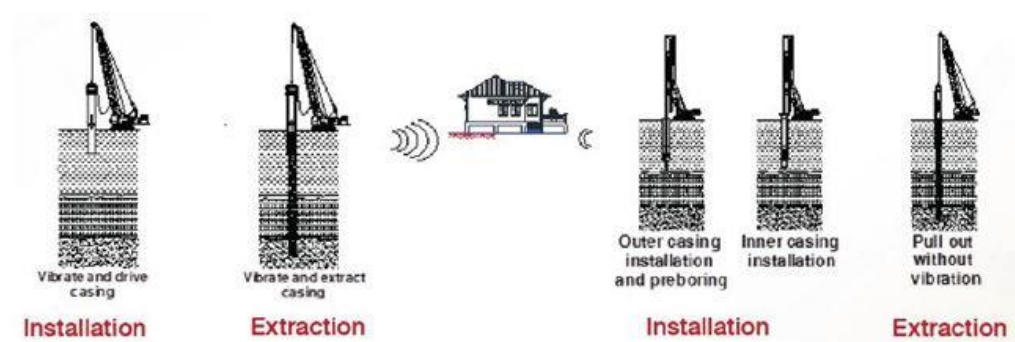 Vibrate and drive
casing
Installation
Vibrate and extract
casing
Extraction
Outer casing
installation
and preboring
Inner casing
installation
Installation
Pull out
without
vibration
Extraction